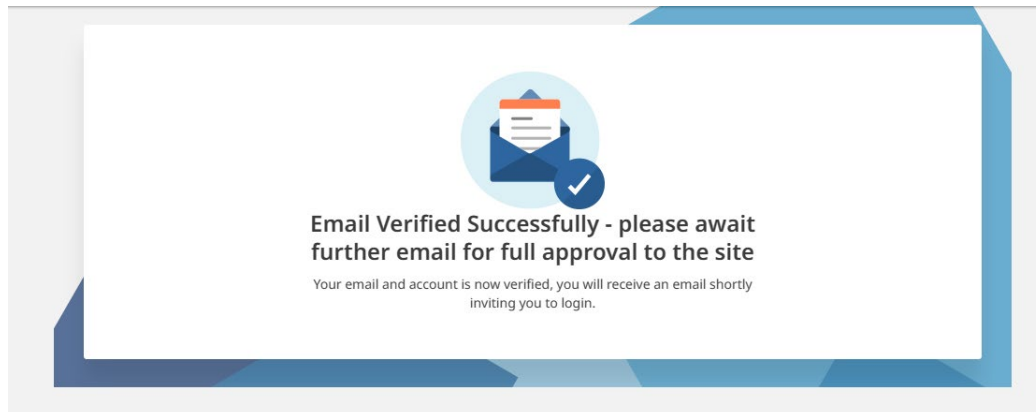 Email Verified Successfully - please await
further email for full approval to the site
Your email and account is now verified, you will receive an email shortly
inviting you to login.